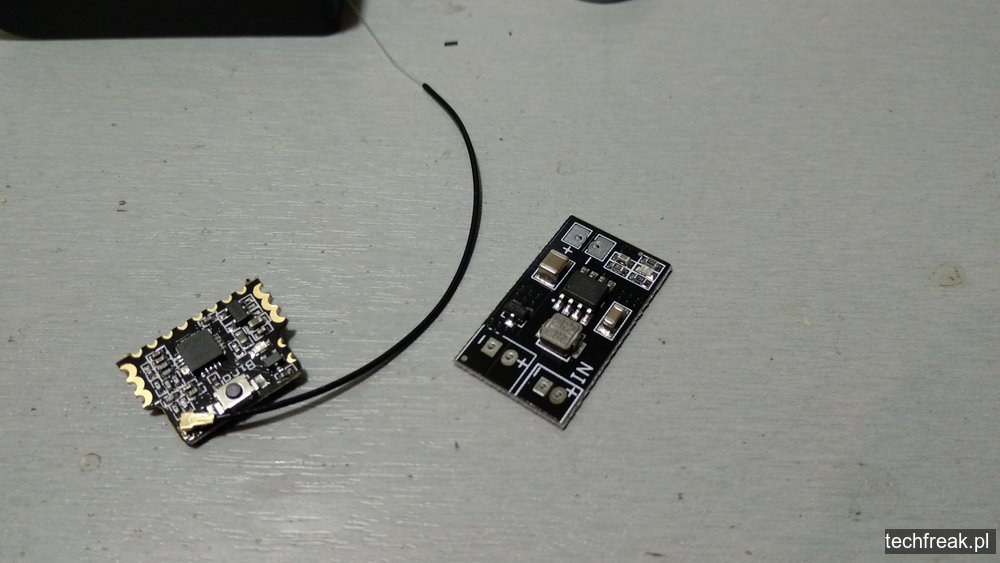 + -
- +
- +
IN
techfreak.pl